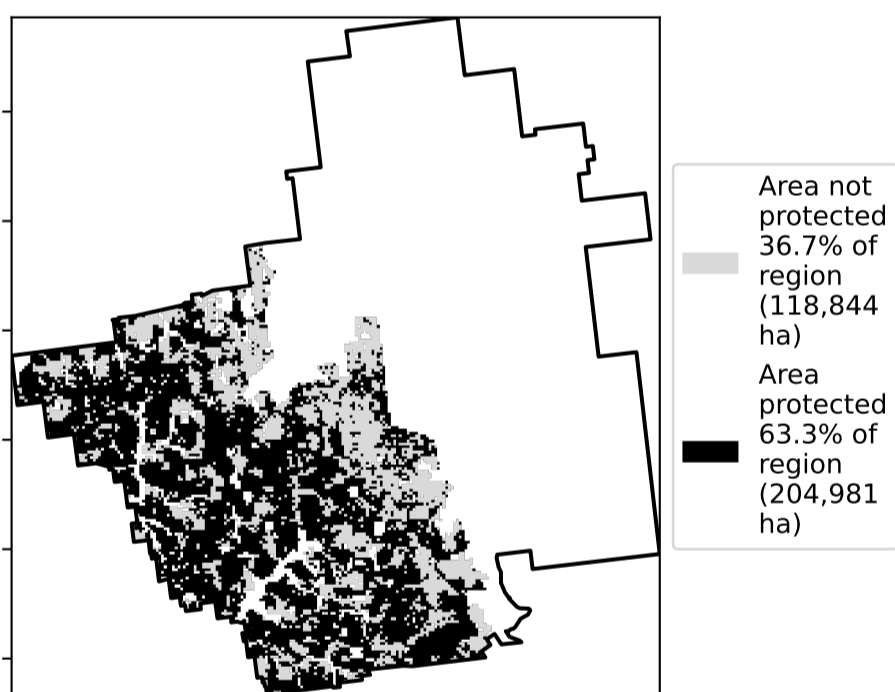 Area not
protected
36.7% of
region
(118,844
ha)
Area
protected
63.3% of
region
(204,981
ha)